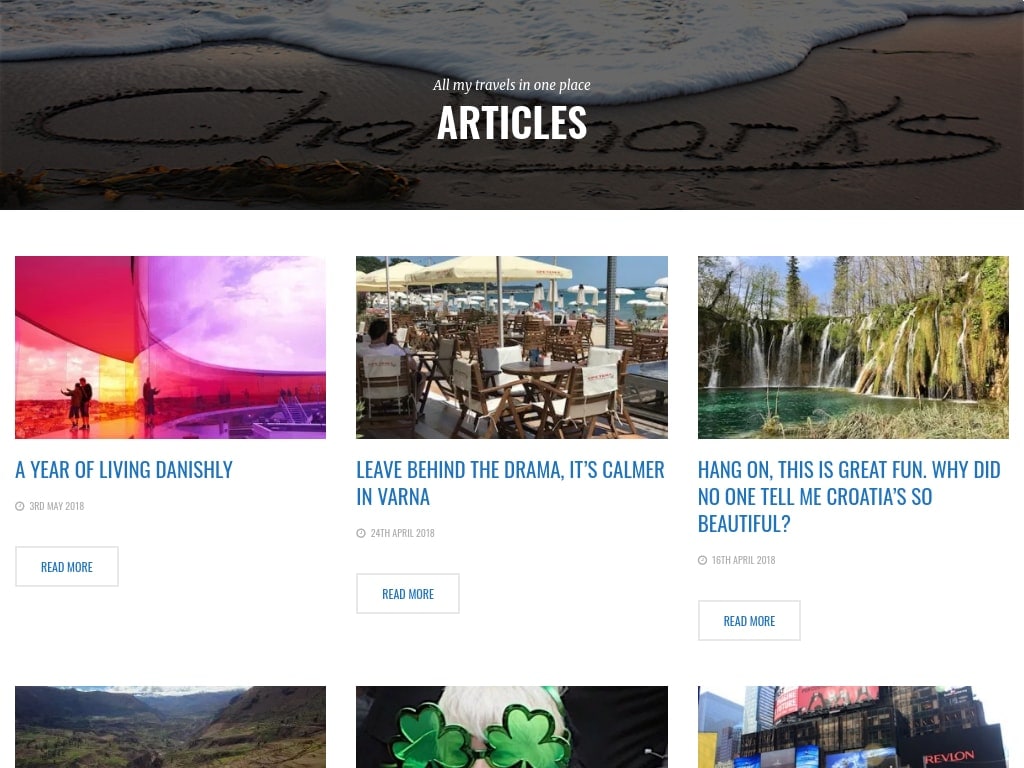 All my travels in one place
ARTICLES
A YEAR OF LIVING DANISHLY
3RD MAY 2018
READ MORE
LEAVE BEHIND THE DRAMA, IT’S CALMER
IN VARNA
24TH APRIL 2018
READ MORE
HANG ON, THIS IS GREAT FUN. WHY DID
NO ONE TELL ME CROATIA’S SO
BEAUTIFUL?
16TH APRIL 2018
READ MORE
REVLON